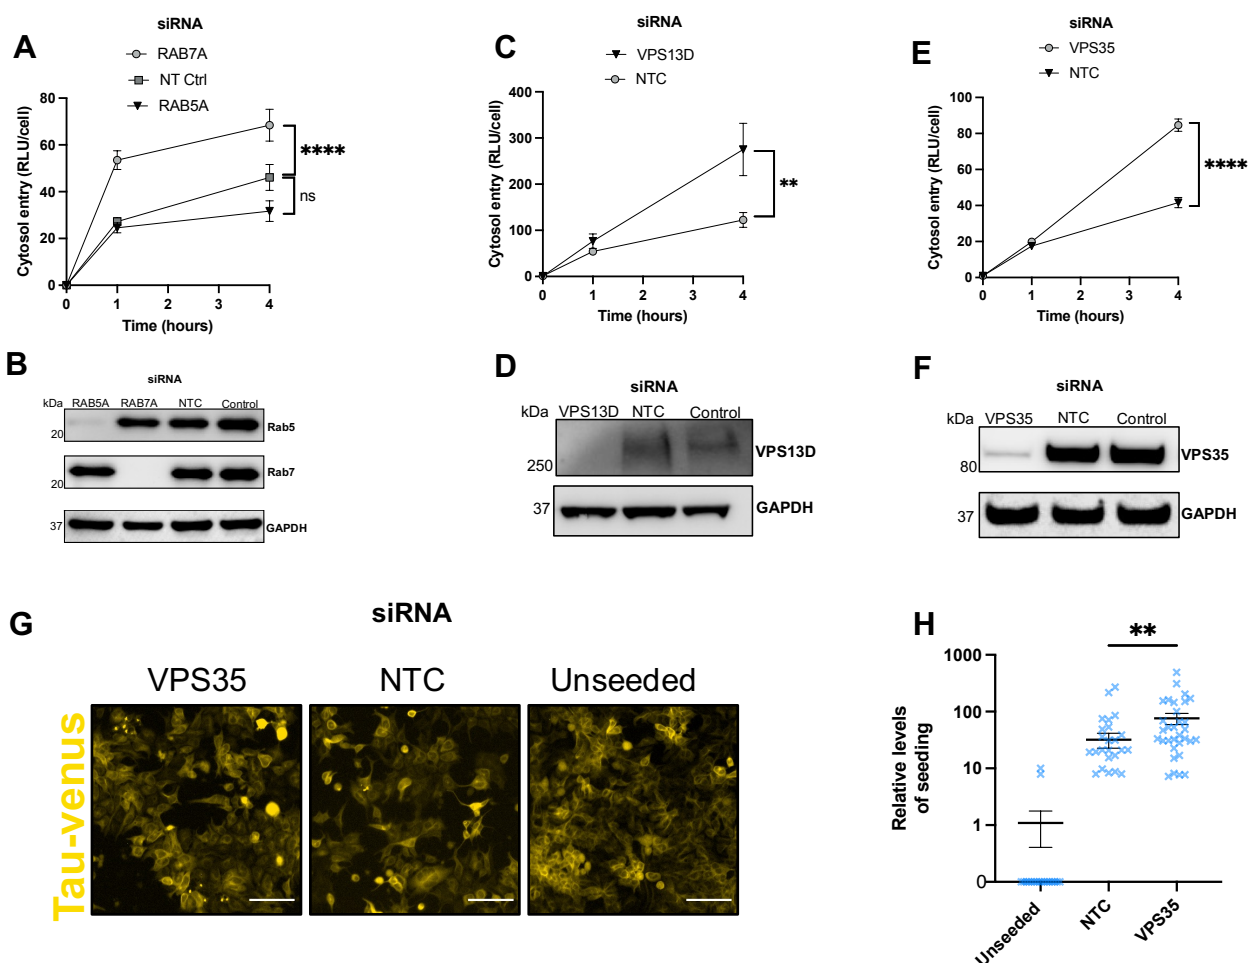 siRNA
A
RAB7A
NT Ctrl
RAB5A
80
60
40
20
0
Cytosol entry (RLU/cell)
****
ns
0 1 2 3 4
Time (hours)
siRNA
C
VPS13D
NTC
400
300
200
100
0
Cytosol entry (RLU/cell)
**
0 1 2 3 4
Time (hours)
siRNA
E
VPS35
NTC
100
80
60
40
20
0
Cytosol entry (RLU/cell)
****
0 1 2 3 4
Time (hours)
B
siRNA
kDa RAB5A RAB7A NTC Control
20 Rab5
20 Rab7
37 GAPDH
D
siRNA
kDa VPS13D NTC Control
250 VPS13D
37 GAPDH
F
siRNA
kDa VPS35 NTC Control
80 VPS35
37 GAPDH
G
siRNA
VPS35 NTC Unseeded
Tau-venus
H
**
1000
100
10
1
0
Relative levels
of seeding
Unseeded
NTC
VPS35